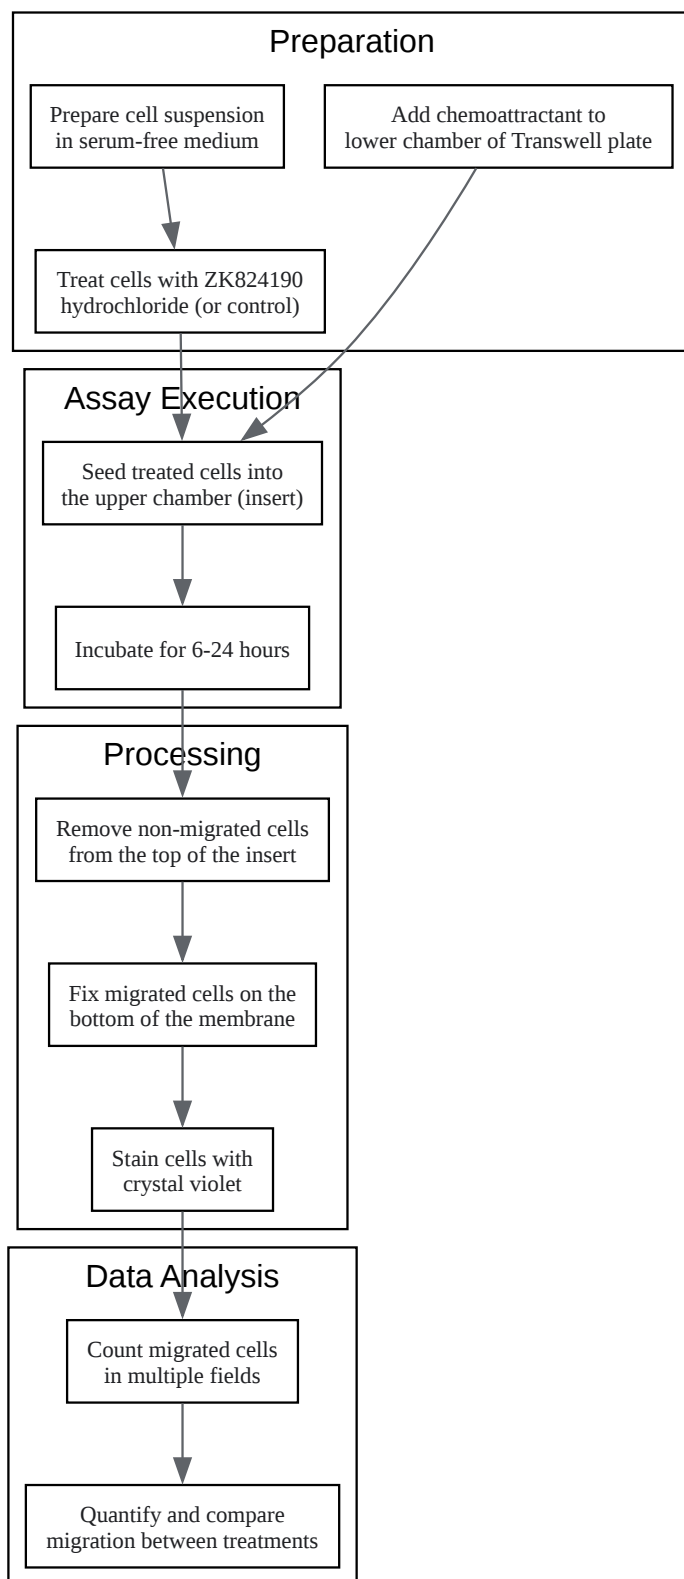 Preparation
Prepare cell suspension
in serum-free medium
Add chemoattractant to
lower chamber of Transwell plate
Treat cells with ZK824190
hydrochloride (or control)
Assay Execution
Seed treated cells into
the upper chamber (insert)
Incubate for 6-24 hours
Processing
Remove non-migrated cells
from the top of the insert
Fix migrated cells on the
bottom of the membrane
Stain cells with
crystal violet
Data Analysis
Count migrated cells
in multiple fields
Quantify and compare
migration between treatments